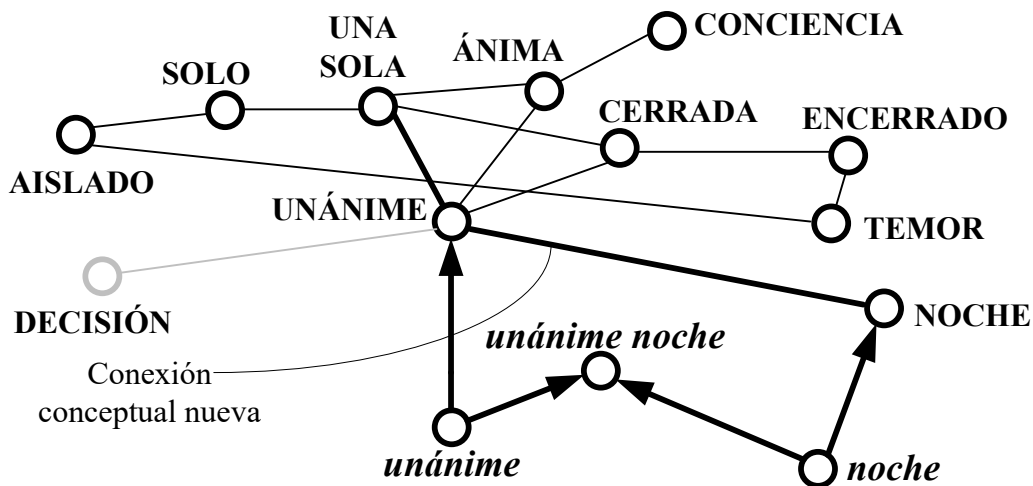 UNA
SOLA
ÁNIMA
CONCIENCIA
SOLO
CERRADA
ENCERRADO
AISLADO
UNÁNIME
TEMOR
DECISIÓN
NOCHE
unánime noche
Conexión
conceptual nueva
unánime
noche